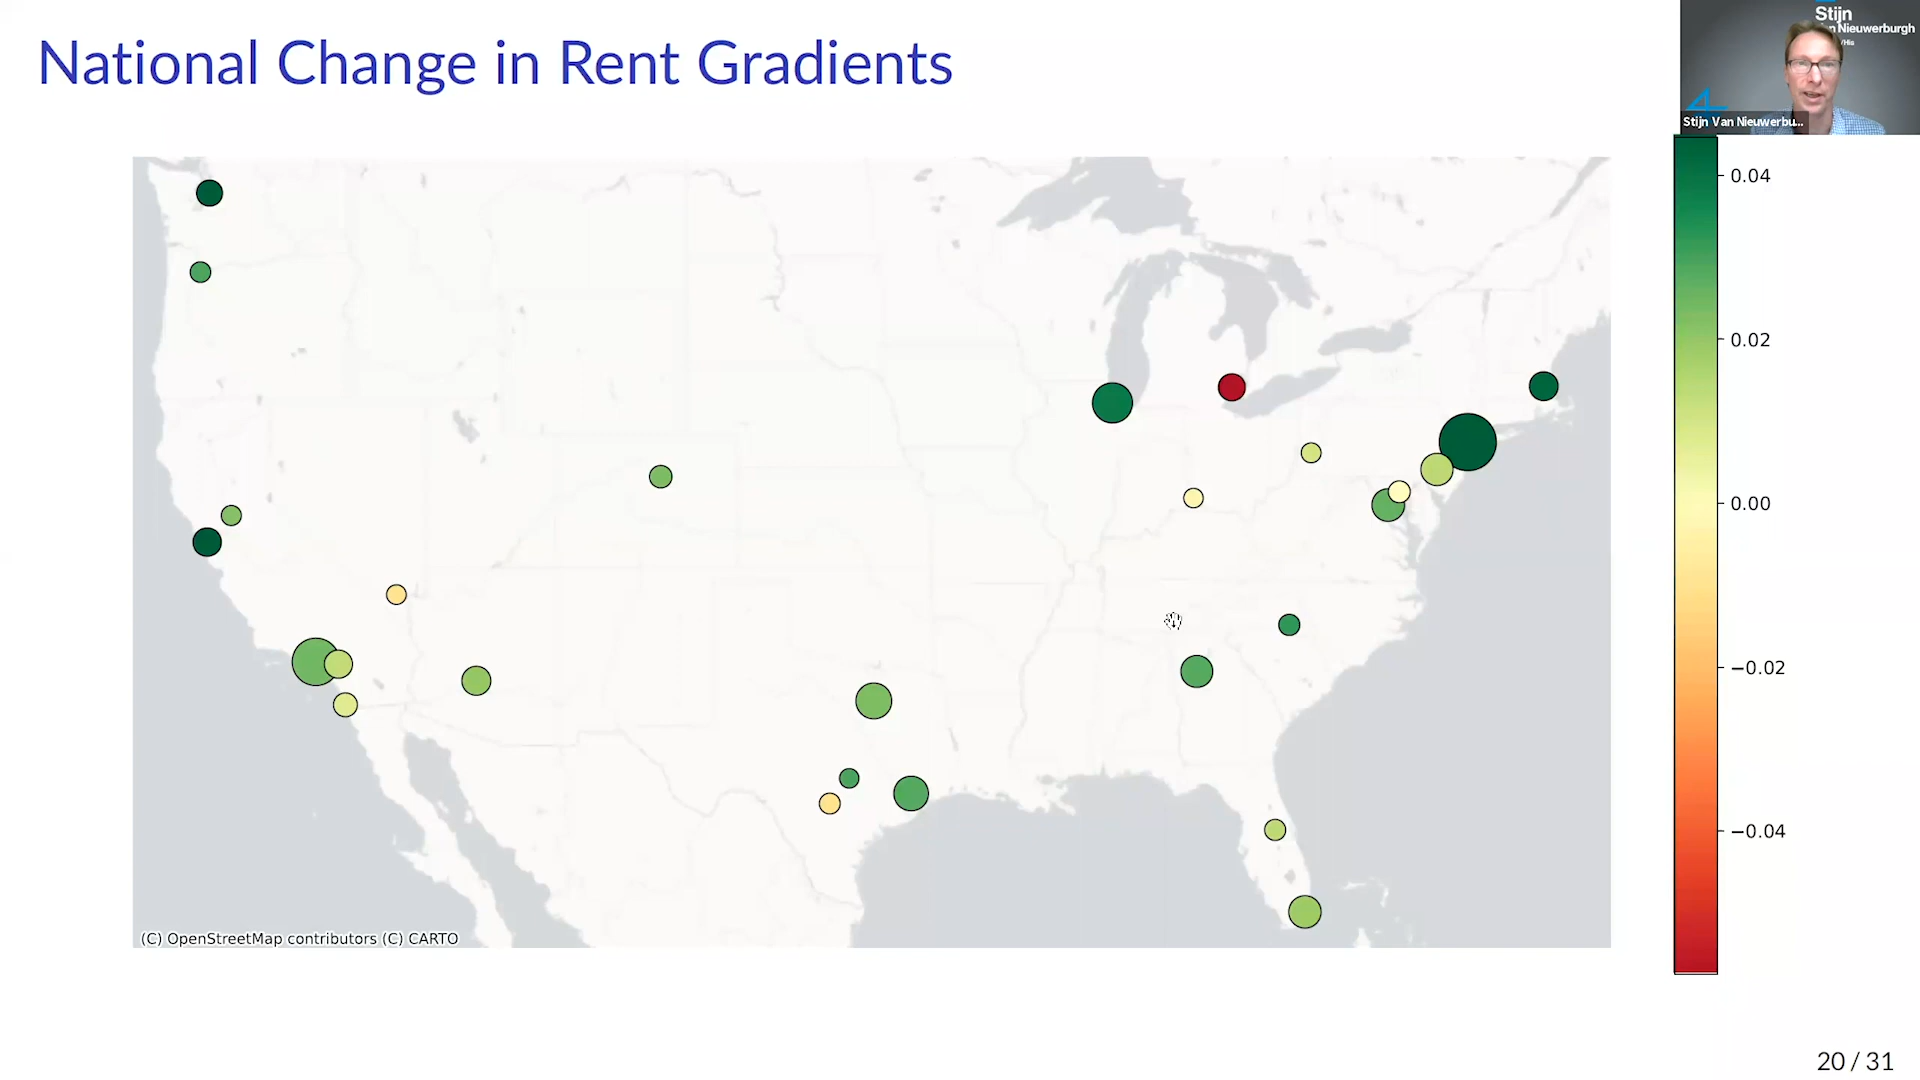 National Change in Rent Gradients
Stijn
n Nieuwerburgh
Stijn Van Nieuwerbu...
0.04
0.02
0.00
−0.02
−0.04
(C) OpenStreetMap contributors (C) CARTO
20 / 31